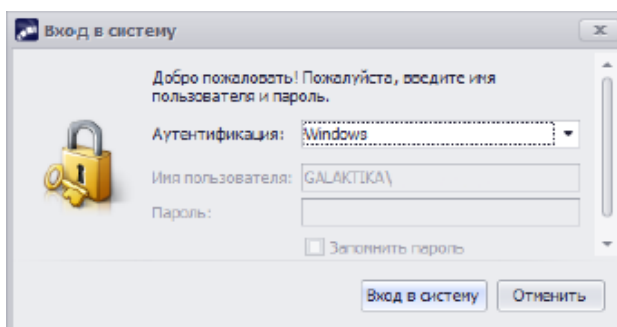 Вход в систему
Добро пожаловать! Пожалуйста, введите имя
пользователя и пароль.
Аутентификация: Windows
Имя пользователя: GALAKTIKA\
Пароль:
Запомнить пароль
Вход в систему Отменить